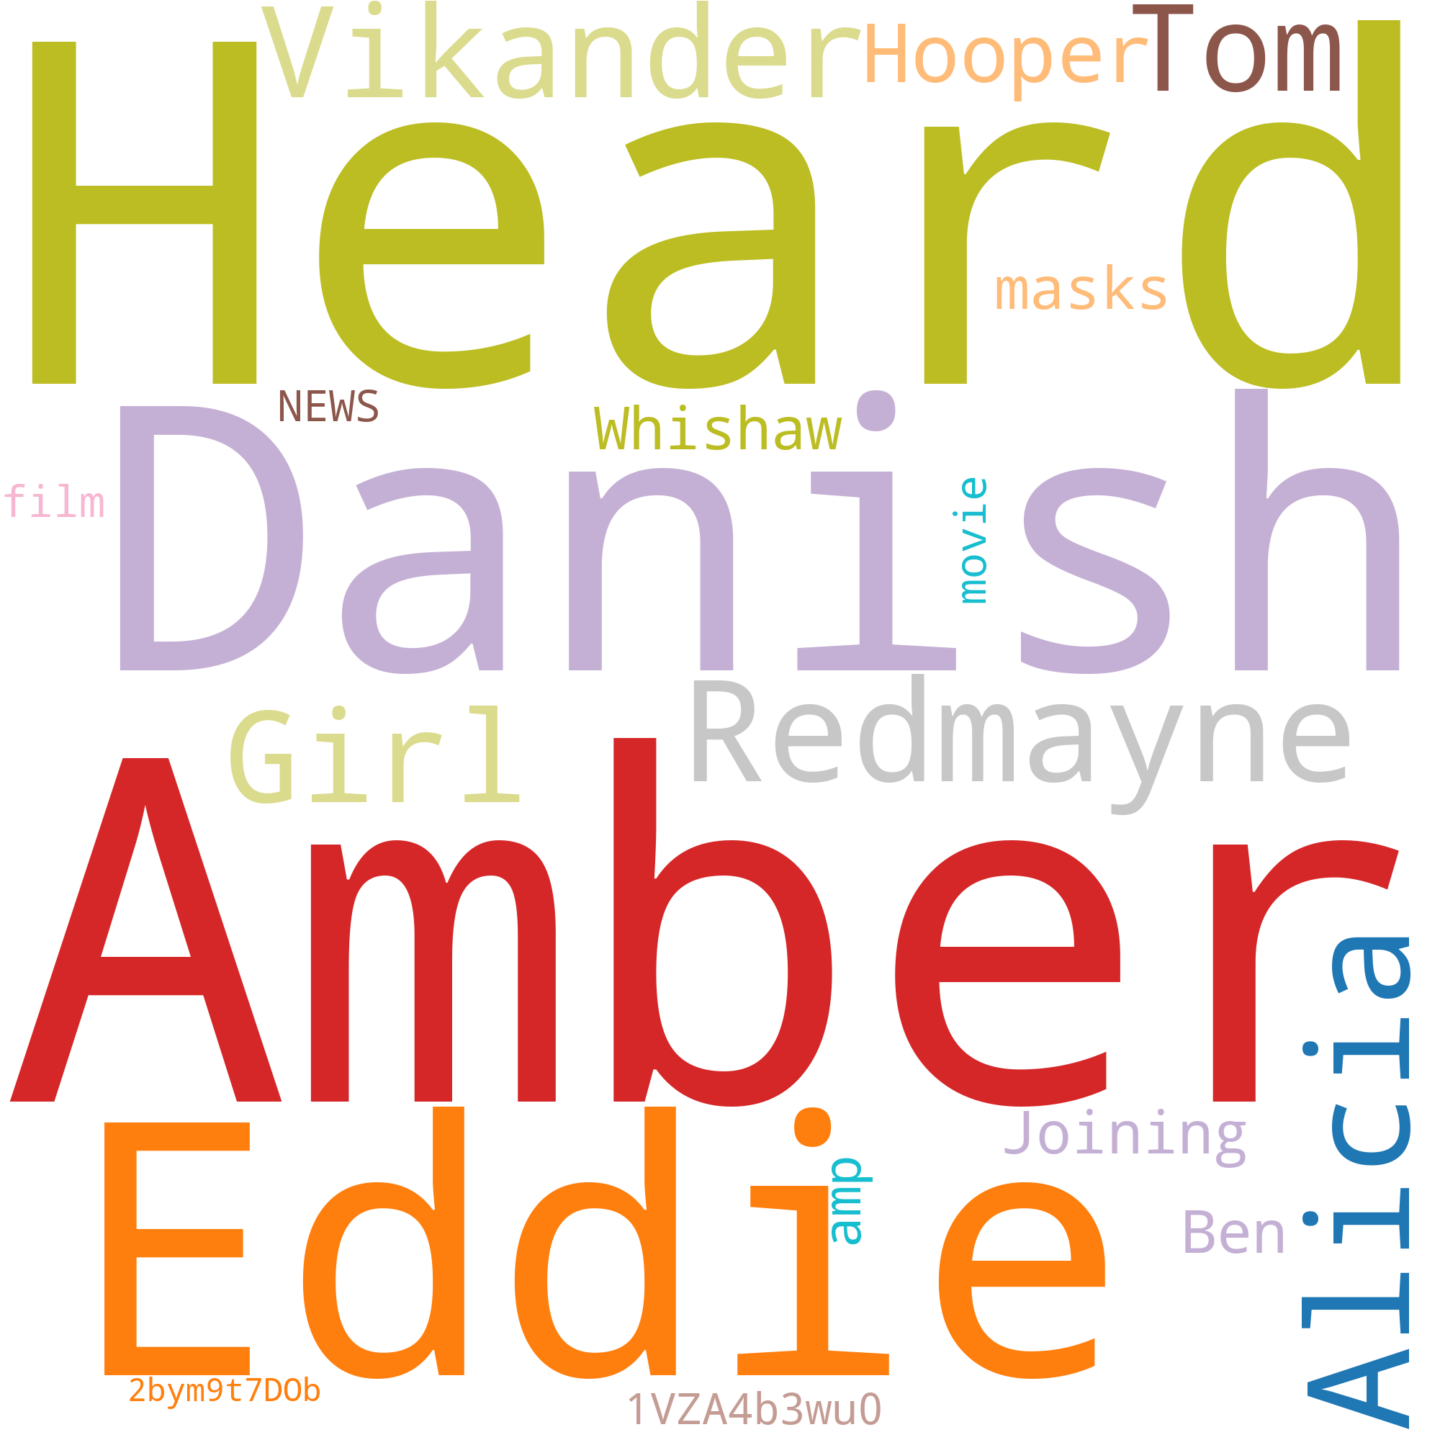 Vikander
Hooper
Tom
Heard
masks
NEWS
Whishaw
Danish
film
movie
Girl
Redmayne
Amber
Alicia
Eddie
Joining
amp
Ben
2bym9t7DOb
1VZA4b3wu0